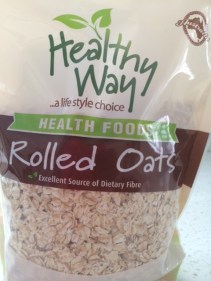 Healthy
Way
...a life style choice
HEALTH FOODS
Rolled Oats
Excellent Source of Dietary Fibre